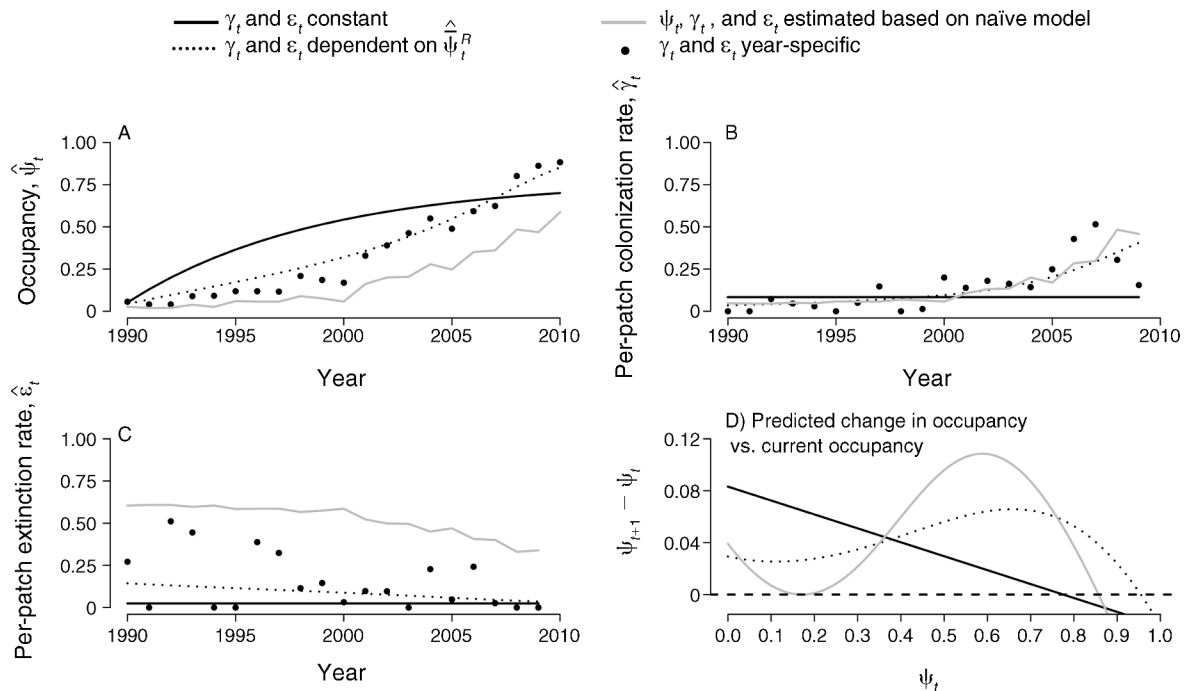 γt and εt constant
γt and εt dependent on ψ̂̄tR
ψt, γt , and εt estimated based on naïve model
γt and εt year-specific
A
Occupancy, ψ̂t
1.00
0.75
0.50
0.25
0
1990 1995 2000 2005 2010
Year
B
Per-patch colonization rate, γ̂t
1.00
0.75
0.50
0.25
0
1990 1995 2000 2005 2010
Year
C
Per-patch extinction rate, ε̂t
1.00
0.75
0.50
0.25
0
1990 1995 2000 2005 2010
Year
D) Predicted change in occupancy
vs. current occupancy
ψt+1 − ψt
0.12
0.08
0.04
0
0.0 0.1 0.2 0.3 0.4 0.5 0.6 0.7 0.8 0.9 1.0
ψt